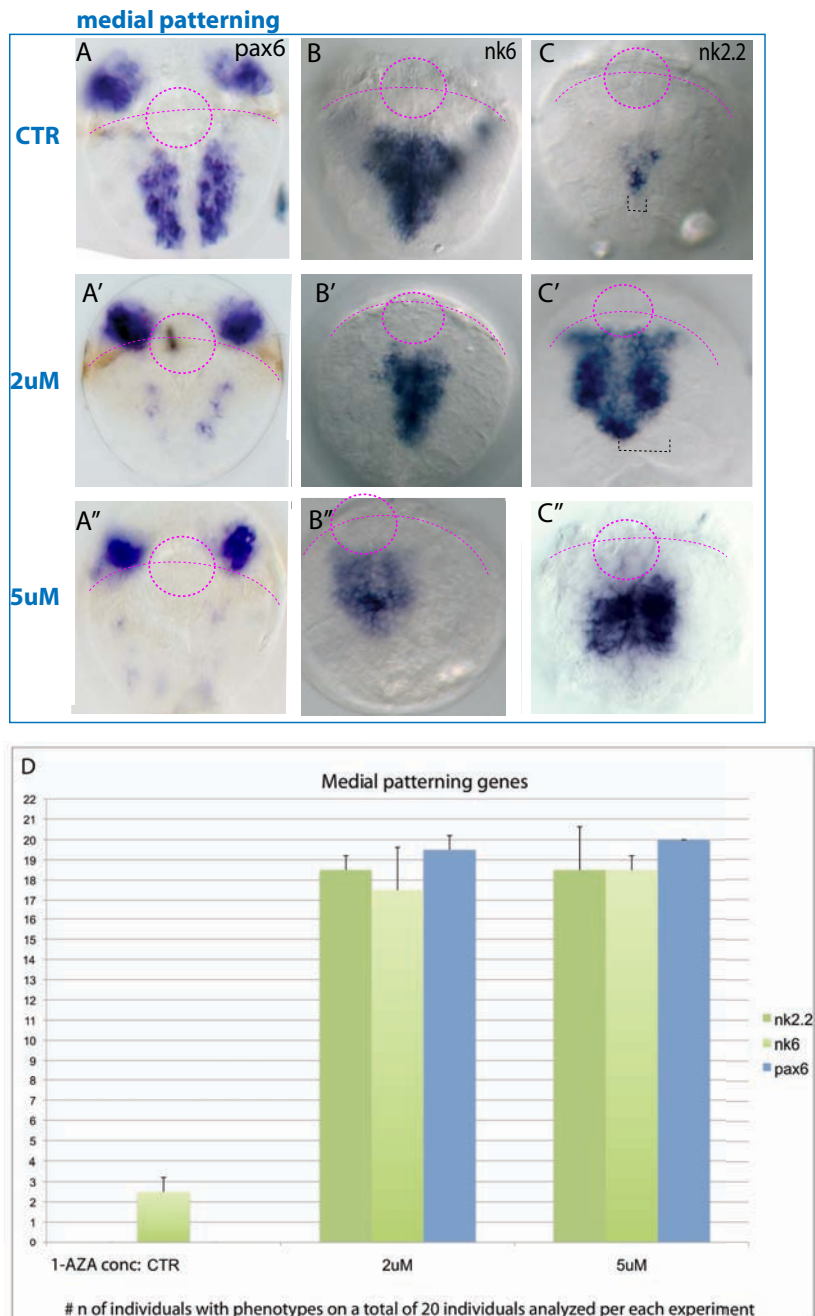 medial patterning
A pax6
B nk6
C nk2.2
CTR
A′
B′
C′
2uM
A″
B″
C″
5uM
D
Medial patterning genes
22
21
20
19
18
17
16
15
14
13
12
11
10
9
8
7
6
5
4
3
2
1
0
nk2.2
nk6
pax6
1-AZA conc: CTR 2uM 5uM
# n of individuals with phenotypes on a total of 20 individuals analyzed per each experiment